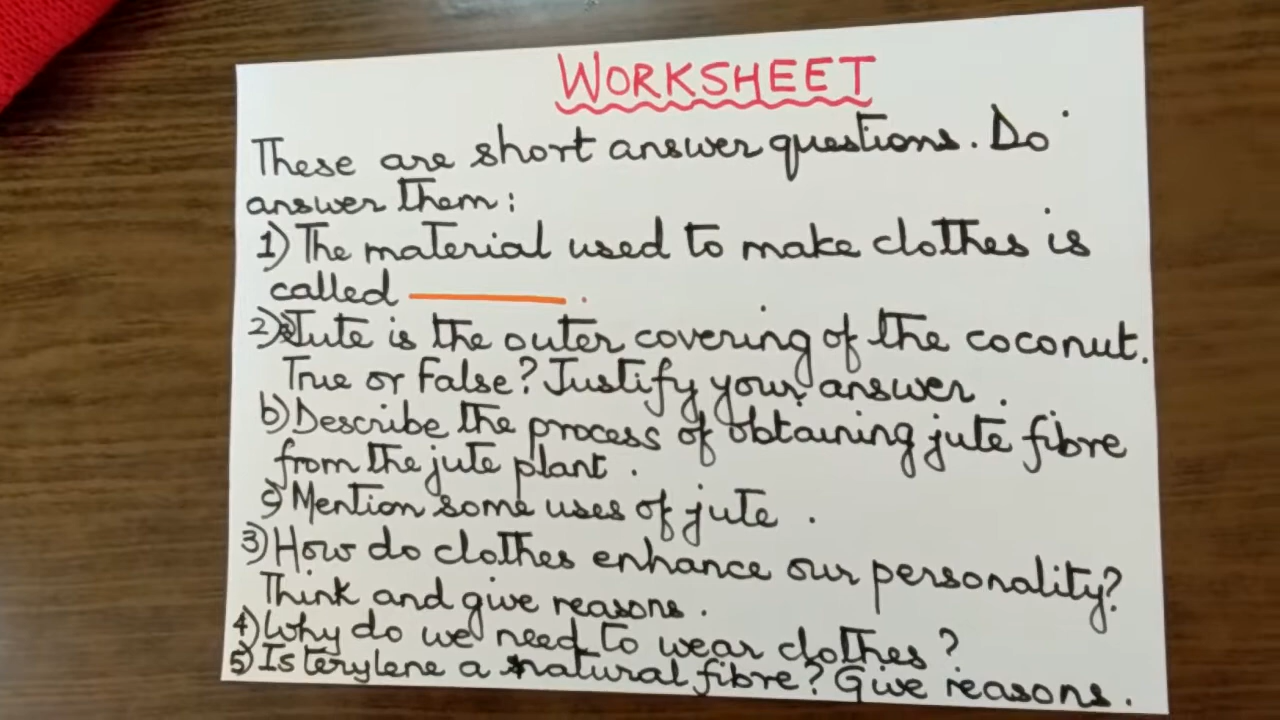 WORKSHEET
These are short answer questions. Do
answer them:
1) The material used to make clothes is
called ________.
2)a) Jute is the outer covering of the coconut.
True or False? Justify your answer.
b) Describe the process of obtaining jute fibre
from the jute plant.
c) Mention some uses of jute.
3) How do clothes enhance our personality?
Think and give reasons.
4) Why do we need to wear clothes?
5) Is terylene a natural fibre? Give reasons.